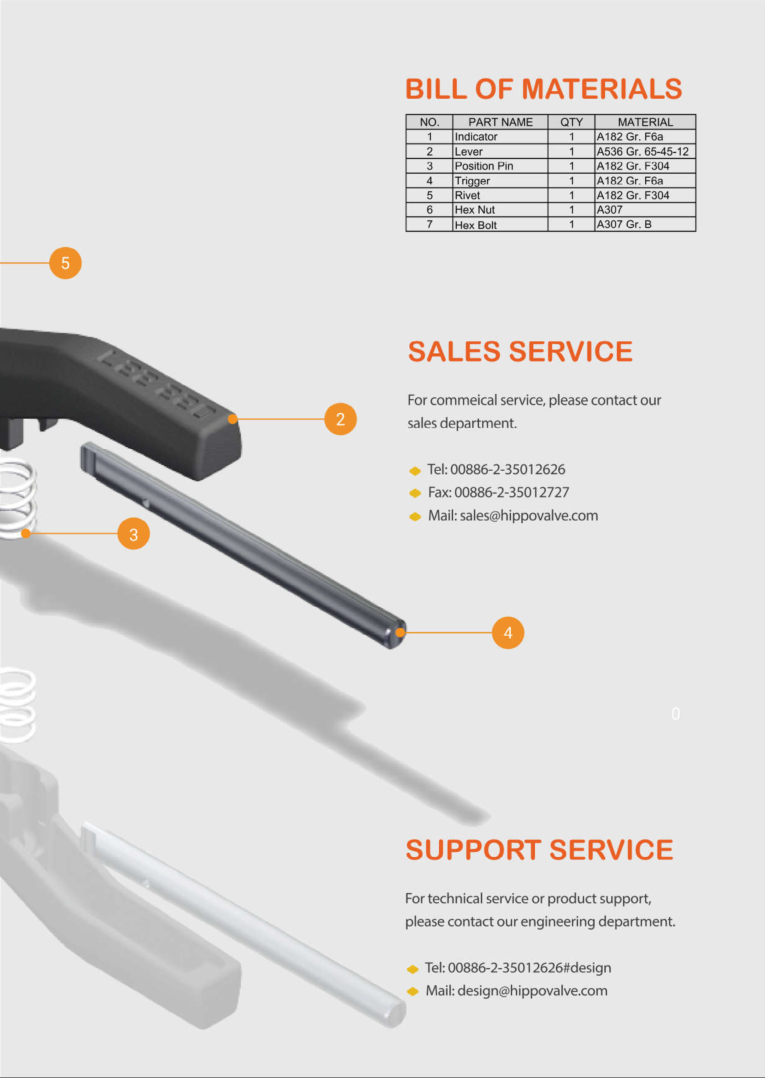 BILL OF MATERIALS
NO. PART NAME QTY MATERIAL
1 Indicator 1 A182 Gr. F6a
2 Lever 1 A536 Gr. 65-45-12
3 Position Pin 1 A182 Gr. F304
4 Trigger 1 A182 Gr. F6a
5 Rivet 1 A182 Gr. F304
6 Hex Nut 1 A307
7 Hex Bolt 1 A307 Gr. B
5
SALES SERVICE
For commeical service, please contact our
sales department.
2
Tel: 00886-2-35012626
Fax: 00886-2-35012727
Mail: sales@hippovalve.com
3
4
0
SUPPORT SERVICE
For technical service or product support,
please contact our engineering department.
Tel: 00886-2-35012626#design
Mail: design@hippovalve.com